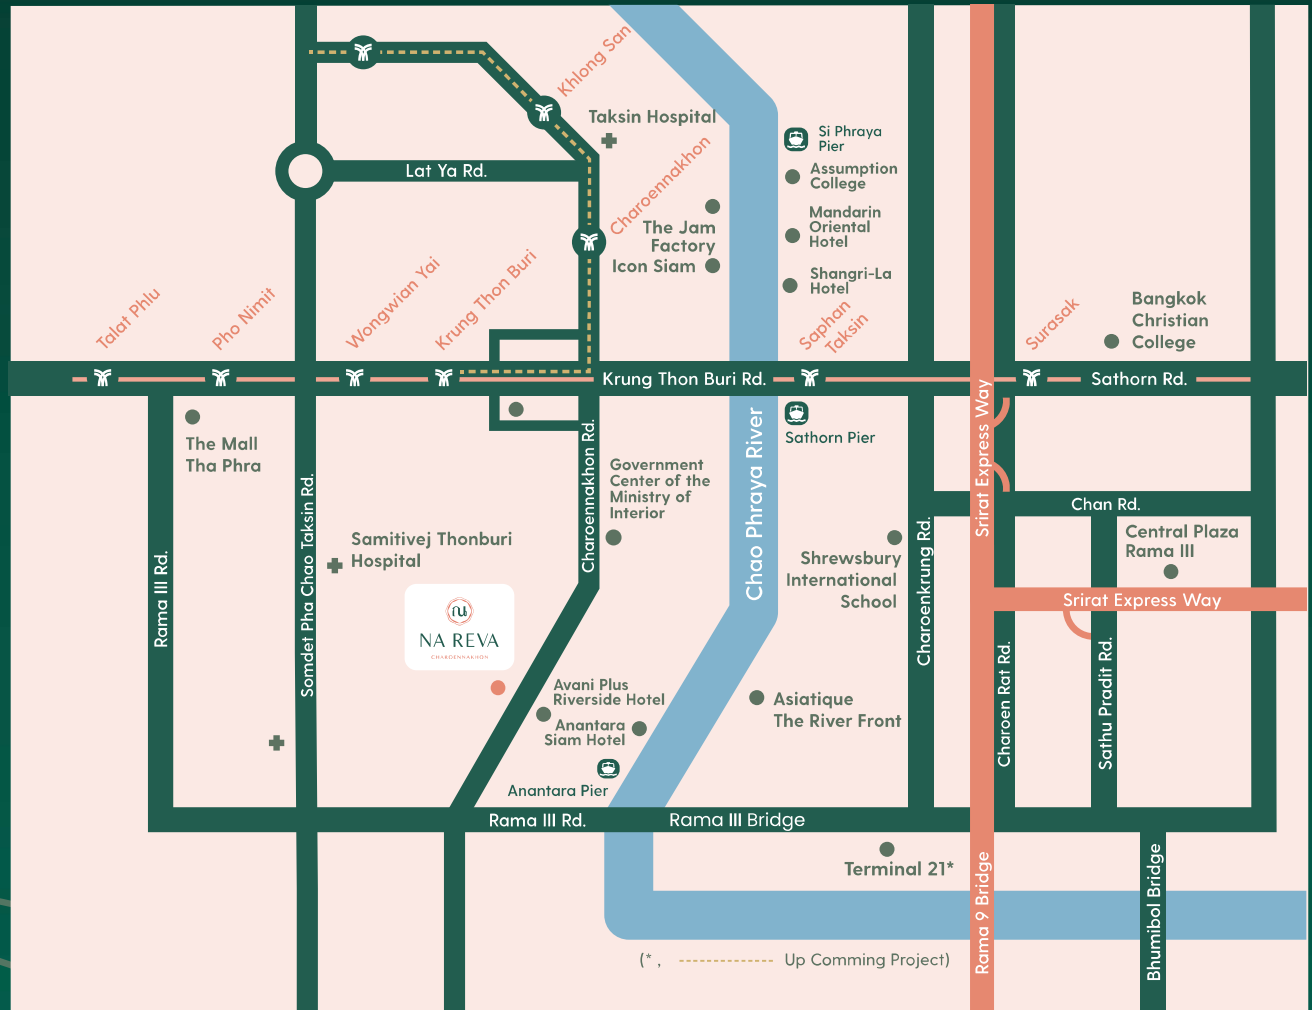 Khlong San
Taksin Hospital
Si Phraya
Pier
Lat Ya Rd.
Charoennakhon
Assumption
College
The Jam
Factory
Mandarin
Oriental
Hotel
Icon Siam
Shangri-La
Hotel
Talat Phlu
Pho Nimit
Wongwian Yai
Krung Thon Buri
Saphan
Taksin
Surasak
Bangkok
Christian
College
Krung Thon Buri Rd.
Sathorn Rd.
The Mall
Tha Phra
Sathorn Pier
Srirat Express Way
Charoennakhon Rd.
Chao Phraya River
Government
Center of the
Ministry of
Interior
Chan Rd.
Somdet Pha Chao Taksin Rd.
Samitivej Thonburi
Hospital
Rama III Rd.
Shrewsbury
International
School
Charoenkrung Rd.
Central Plaza
Rama III
Srirat Express Way
NA REVA
CHAROENNAKHON
Charoen Rat Rd.
Sathu Pradit Rd.
Avani Plus
Riverside Hotel
Anantara
Siam Hotel
Asiatique
The River Front
Anantara Pier
Rama III Rd.
Rama III Bridge
Terminal 21*
Rama 9 Bridge
Bhumibol Bridge
(* , Up Comming Project)